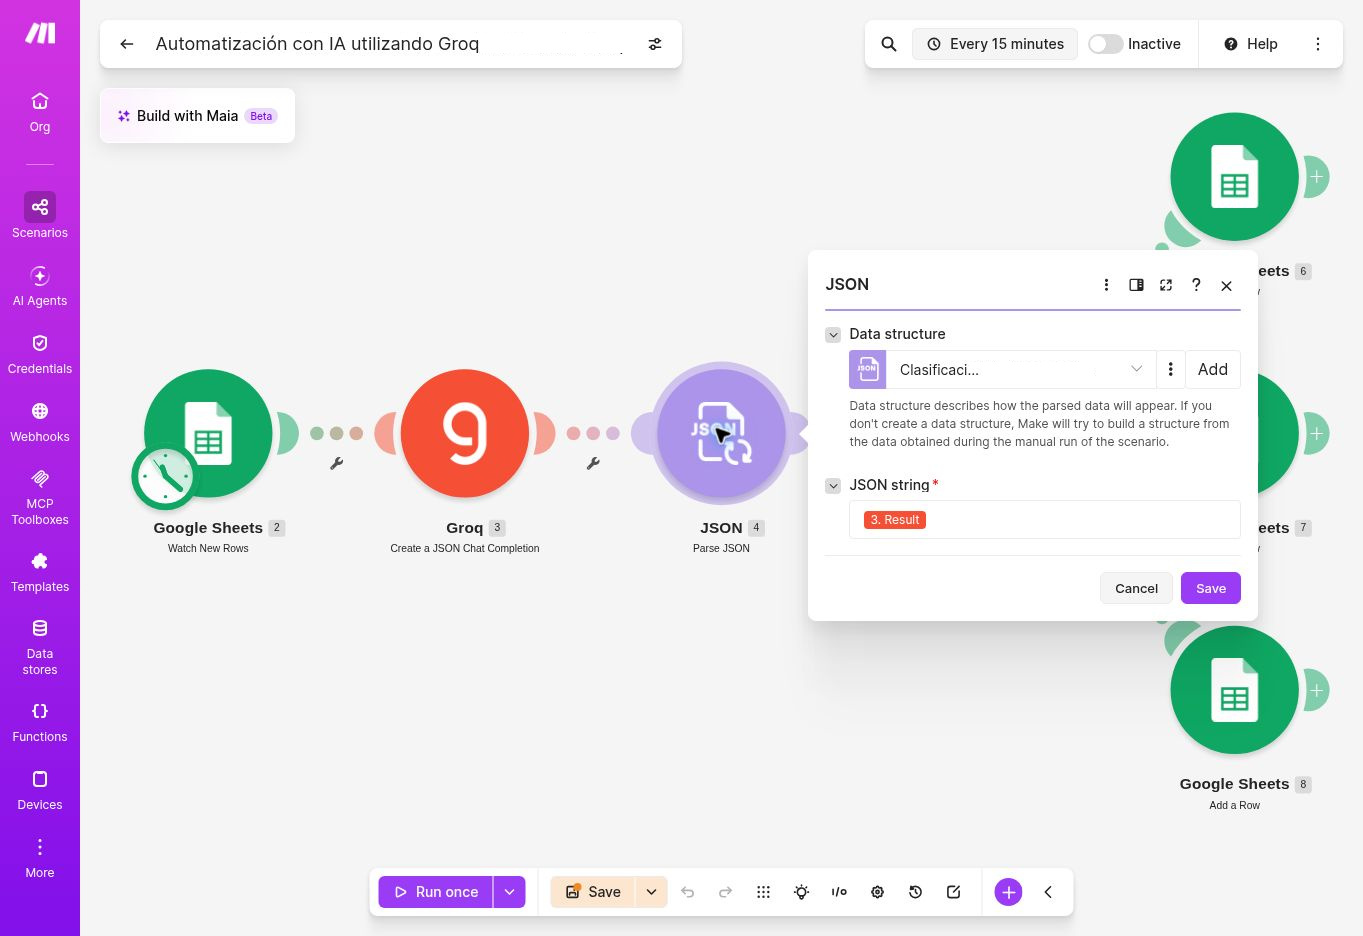 Automatización con IA utilizando Groq
Every 15 minutes
Inactive
Help
Build with Maia Beta
Org
Scenarios
AI Agents
Credentials
Webhooks
MCP
Toolboxes
Templates
Data
stores
Functions
Devices
More
Google Sheets 2
Watch New Rows
Groq 3
Create a JSON Chat Completion
JSON
JSON 4
Parse JSON
JSON
?
Data structure
JSON
Clasificaci...
Add
Data structure describes how the parsed data will appear. If you
don't create a data structure, Make will try to build a structure from
the data obtained during the manual run of the scenario.
JSON string*
3. Result
Cancel
Save
eets 6
eets 7
Google Sheets 8
Add a Row
Run once
Save